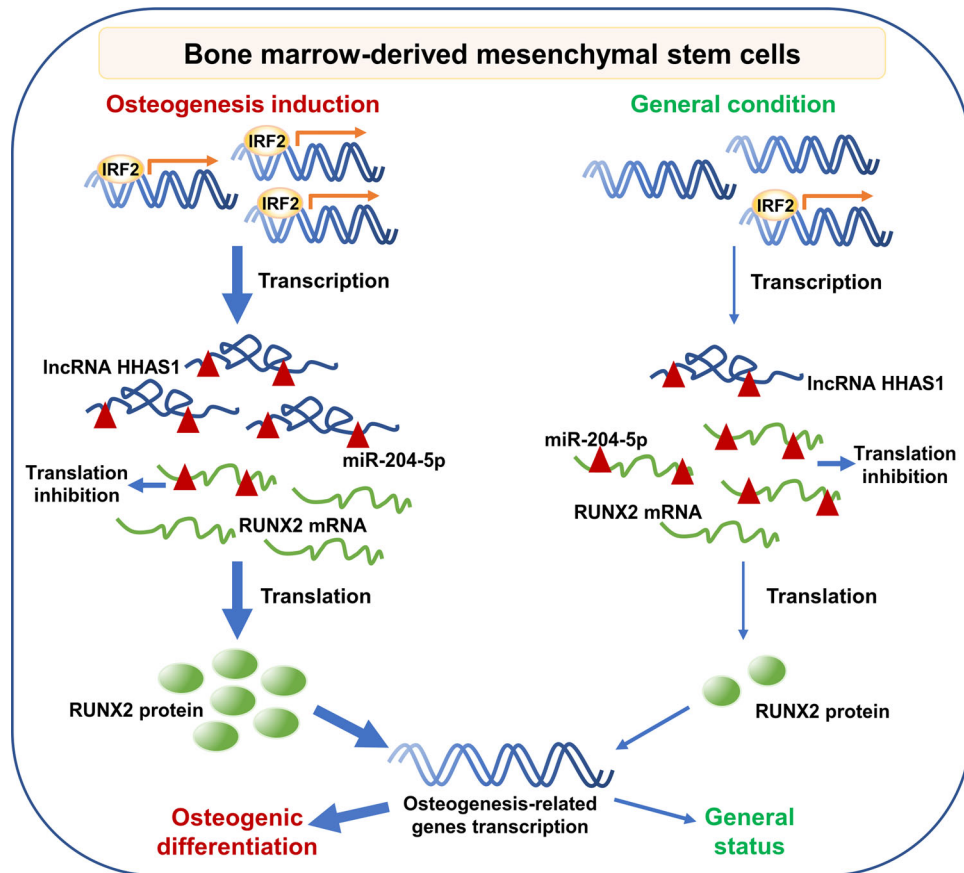 Bone marrow-derived mesenchymal stem cells
Osteogenesis induction
IRF2
IRF2
IRF2
Transcription
lncRNA HHAS1
miR-204-5p
Translation
inhibition
RUNX2 mRNA
Translation
RUNX2 protein
General condition
IRF2
Transcription
lncRNA HHAS1
miR-204-5p
Translation
inhibition
RUNX2 mRNA
Translation
RUNX2 protein
Osteogenesis-related
genes transcription
Osteogenic
differentiation
General
status